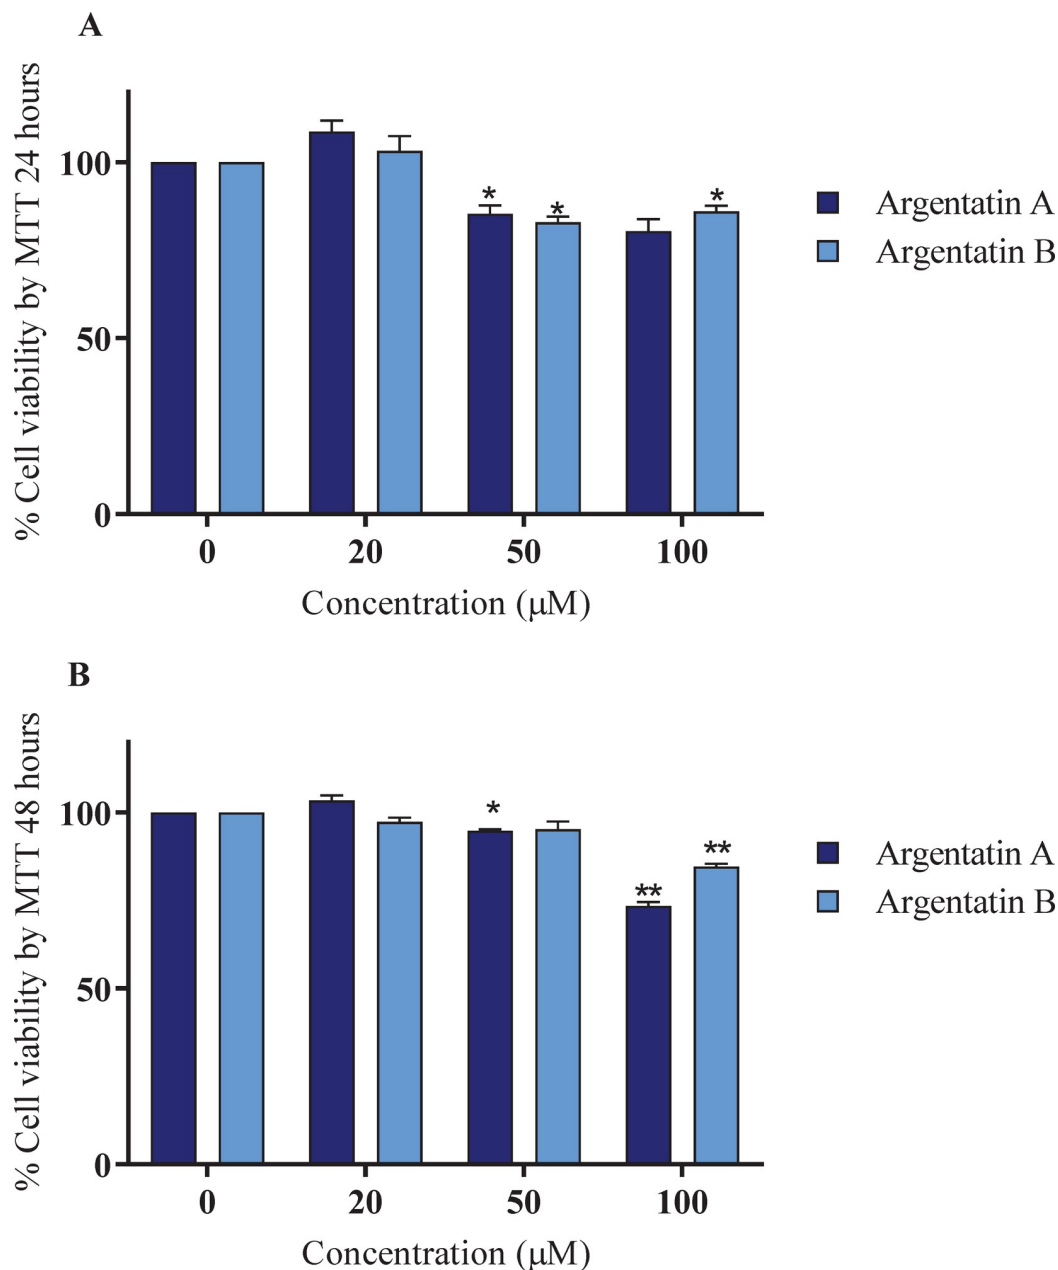 A
% Cell viability by MTT 24 hours
100
50
0
* * *
0 20 50 100
Concentration (μM)
Argentatin A
Argentatin B
B
% Cell viability by MTT 48 hours
100
50
0
* ** **
0 20 50 100
Concentration (μM)
Argentatin A
Argentatin B